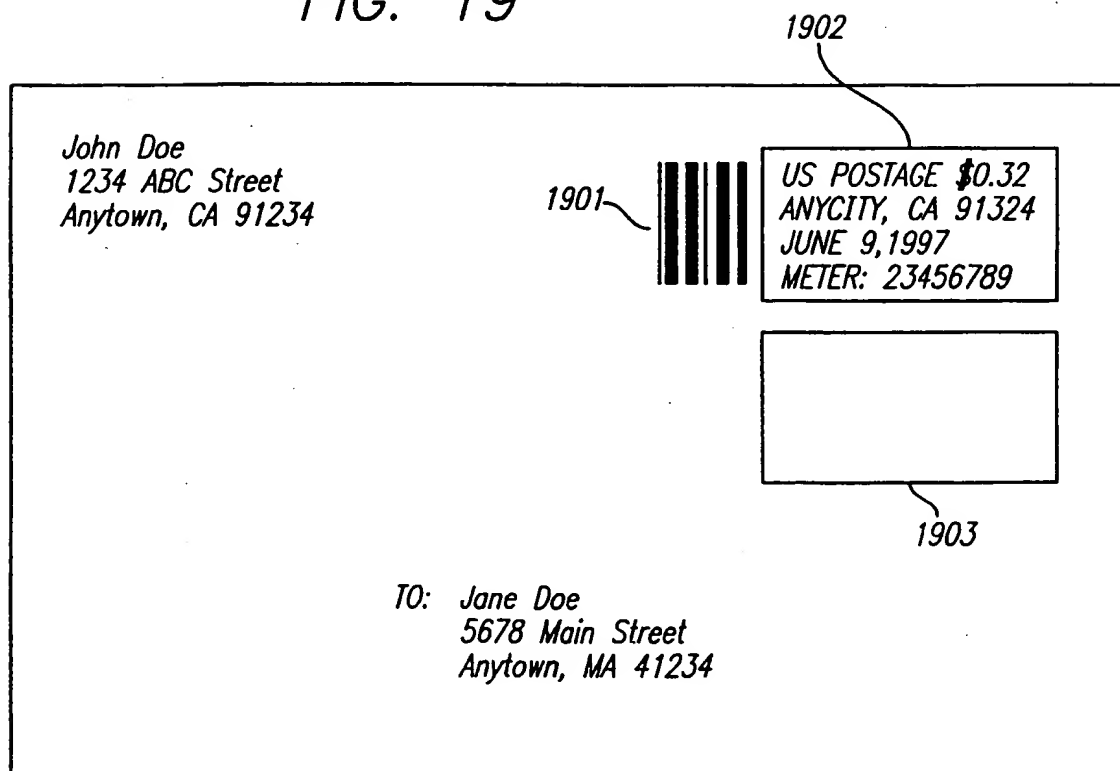 FIG. 19
1902
John Doe
1234 ABC Street
Anytown, CA 91234
1901
US POSTAGE $0.32
ANYCITY, CA 91324
JUNE 9,1997
METER: 23456789
1903
TO: Jane Doe
5678 Main Street
Anytown, MA 41234